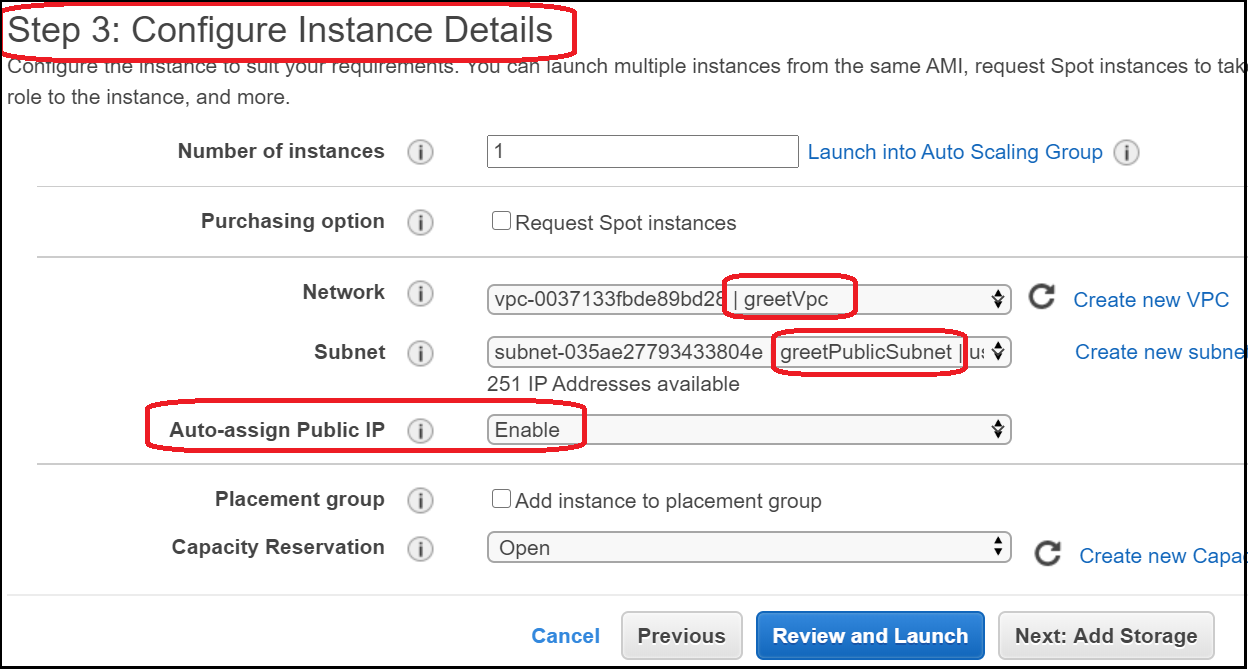 Step 3: Configure Instance Details
Configure the instance to suit your requirements. You can launch multiple instances from the same AMI, request Spot instances to tak
role to the instance, and more.
Number of instances 1 Launch into Auto Scaling Group
Purchasing option Request Spot instances
Network vpc-0037133fbde89bd28 | greetVpc Create new VPC
Subnet subnet-035ae27793433804e greetPublicSubnet | us Create new subne
251 IP Addresses available
Auto-assign Public IP Enable
Placement group Add instance to placement group
Capacity Reservation Open Create new Capac
Cancel Previous Review and Launch Next: Add Storage